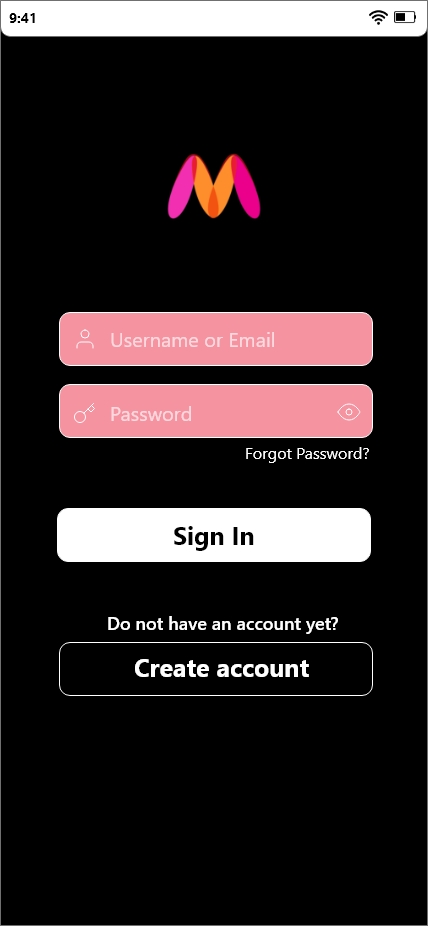 9:41
Username or Email
Password
Forgot Password?
Sign In
Do not have an account yet?
Create account